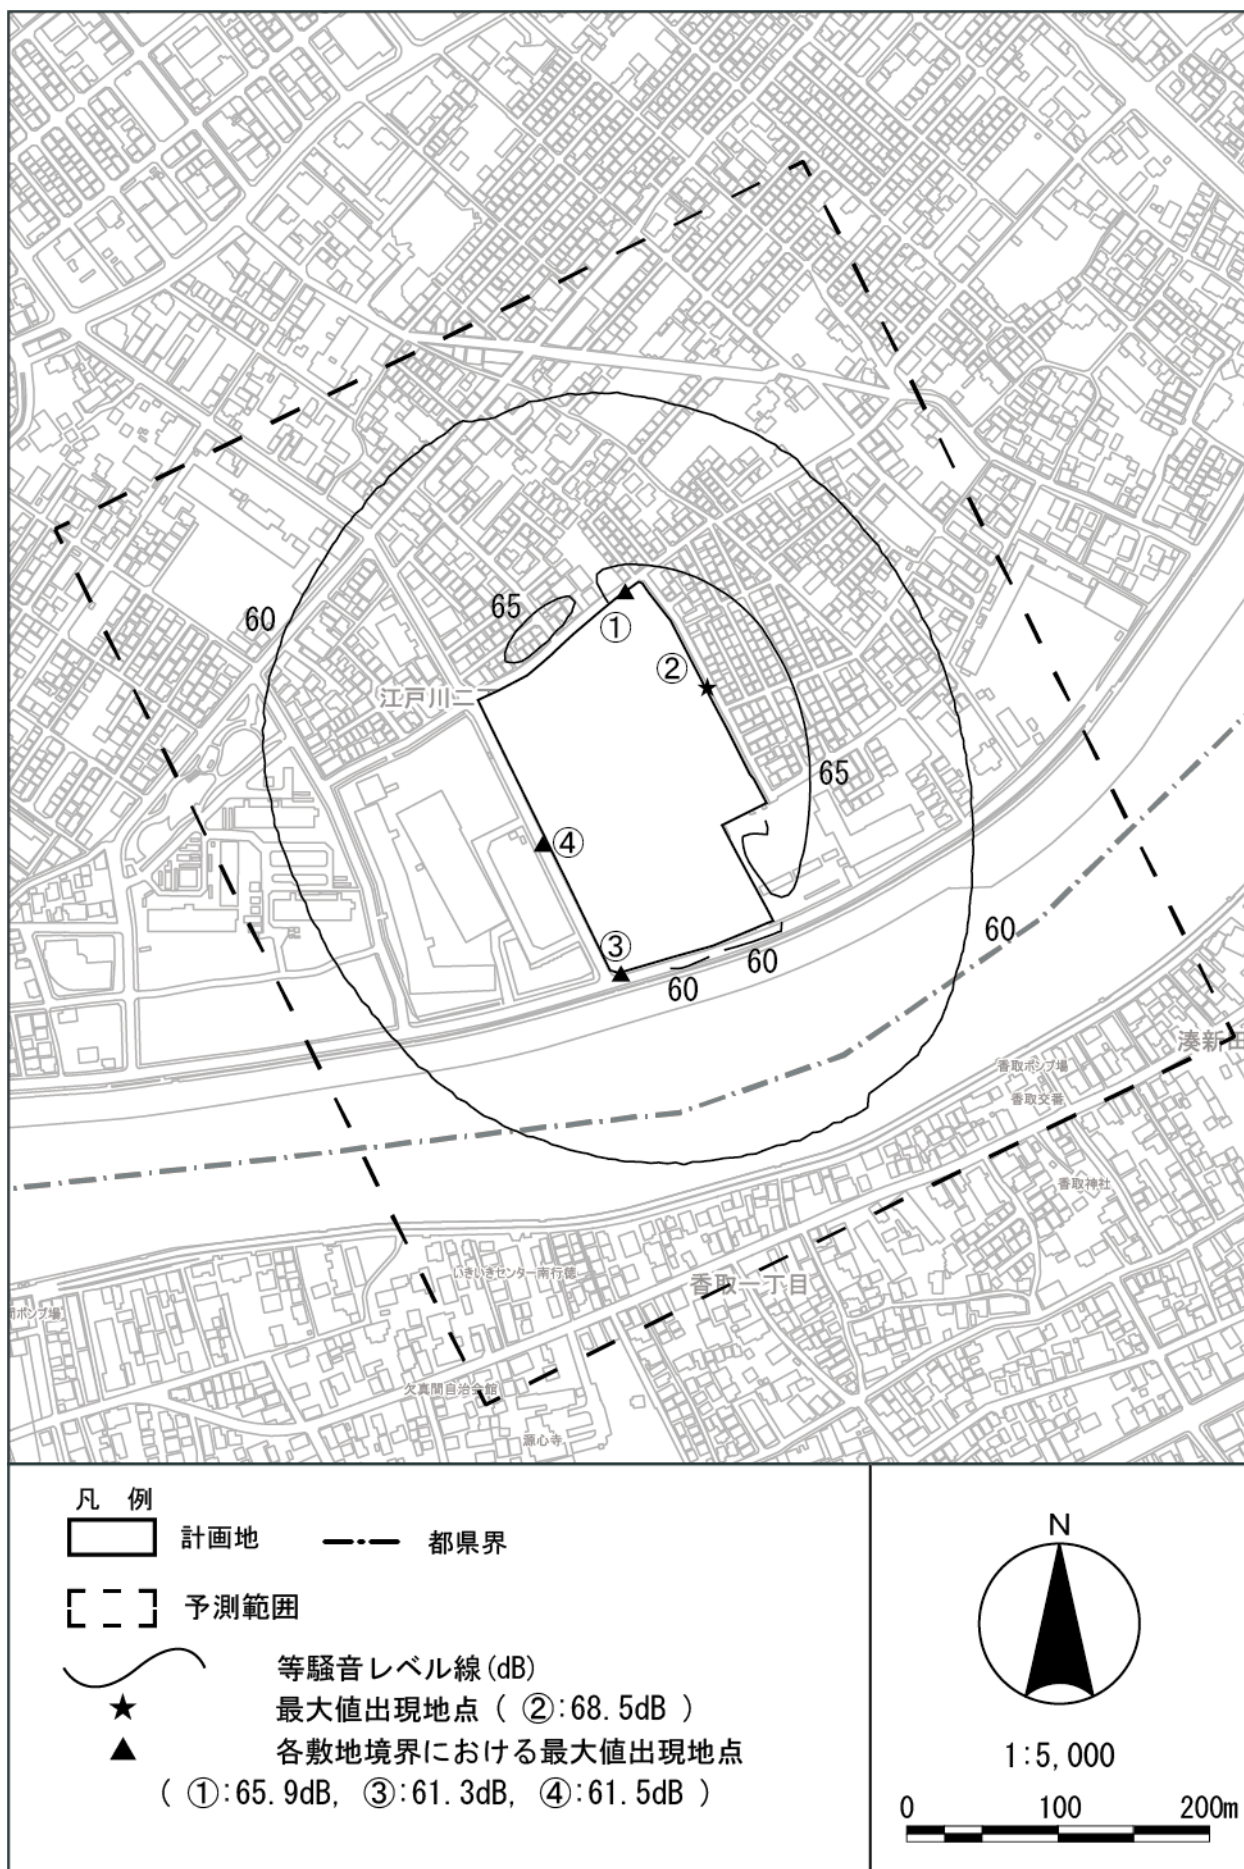 65
60
①
②
江戸川二
65
④
③
60
60
60
湊新田
香取ポンプ場
香取交番
香取神社
いきいきセンター南行徳
香取一丁目
間ポンプ場
欠真間自治会館
源心寺
凡 例
計画地
都県界
予測範囲
等騒音レベル線(dB)
最大値出現地点 ( ②:68.5dB )
各敷地境界における最大値出現地点
( ①:65.9dB, ③:61.3dB, ④:61.5dB )
N
1:5,000
0 100 200m